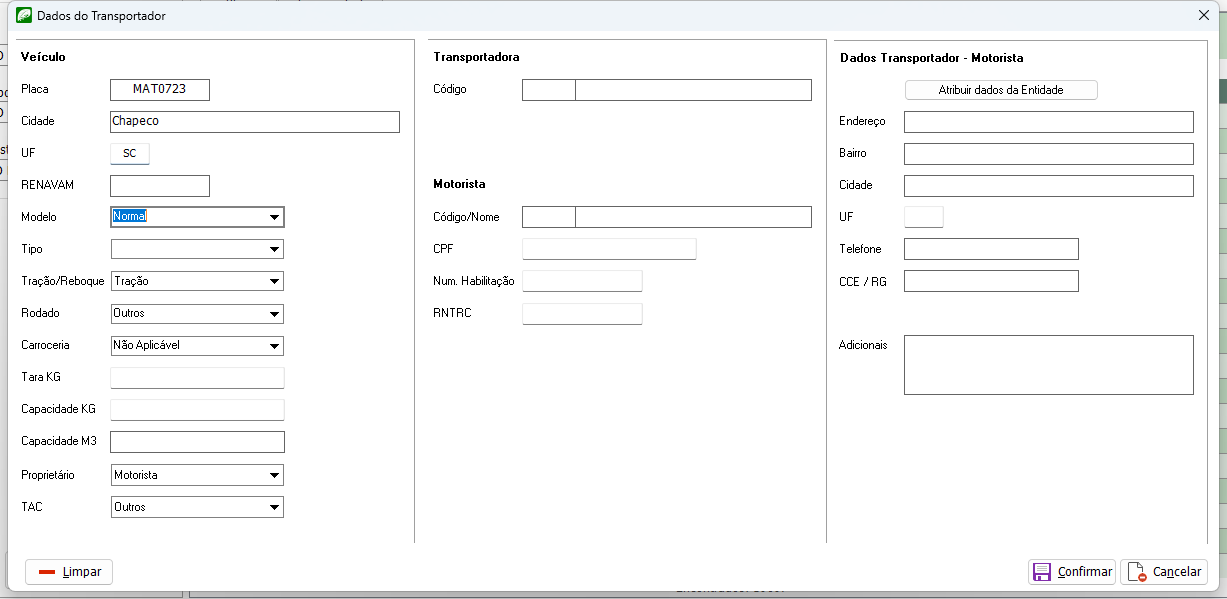 Dados do Transportador
Veículo
Placa MAT0723
Cidade Chapeco
UF SC
RENAVAM
Modelo Normal
Tipo
Tração/Reboque Tração
Rodado Outros
Carroceria Não Aplicável
Tara KG
Capacidade KG
Capacidade M3
Proprietário Motorista
TAC Outros
Transportadora
Código
Motorista
Código/Nome
CPF
Num. Habilitação
RNTRC
Dados Transportador - Motorista
Atribuir dados da Entidade
Endereço
Bairro
Cidade
UF
Telefone
CCE / RG
Adicionais
Limpar
Confirmar
Cancelar